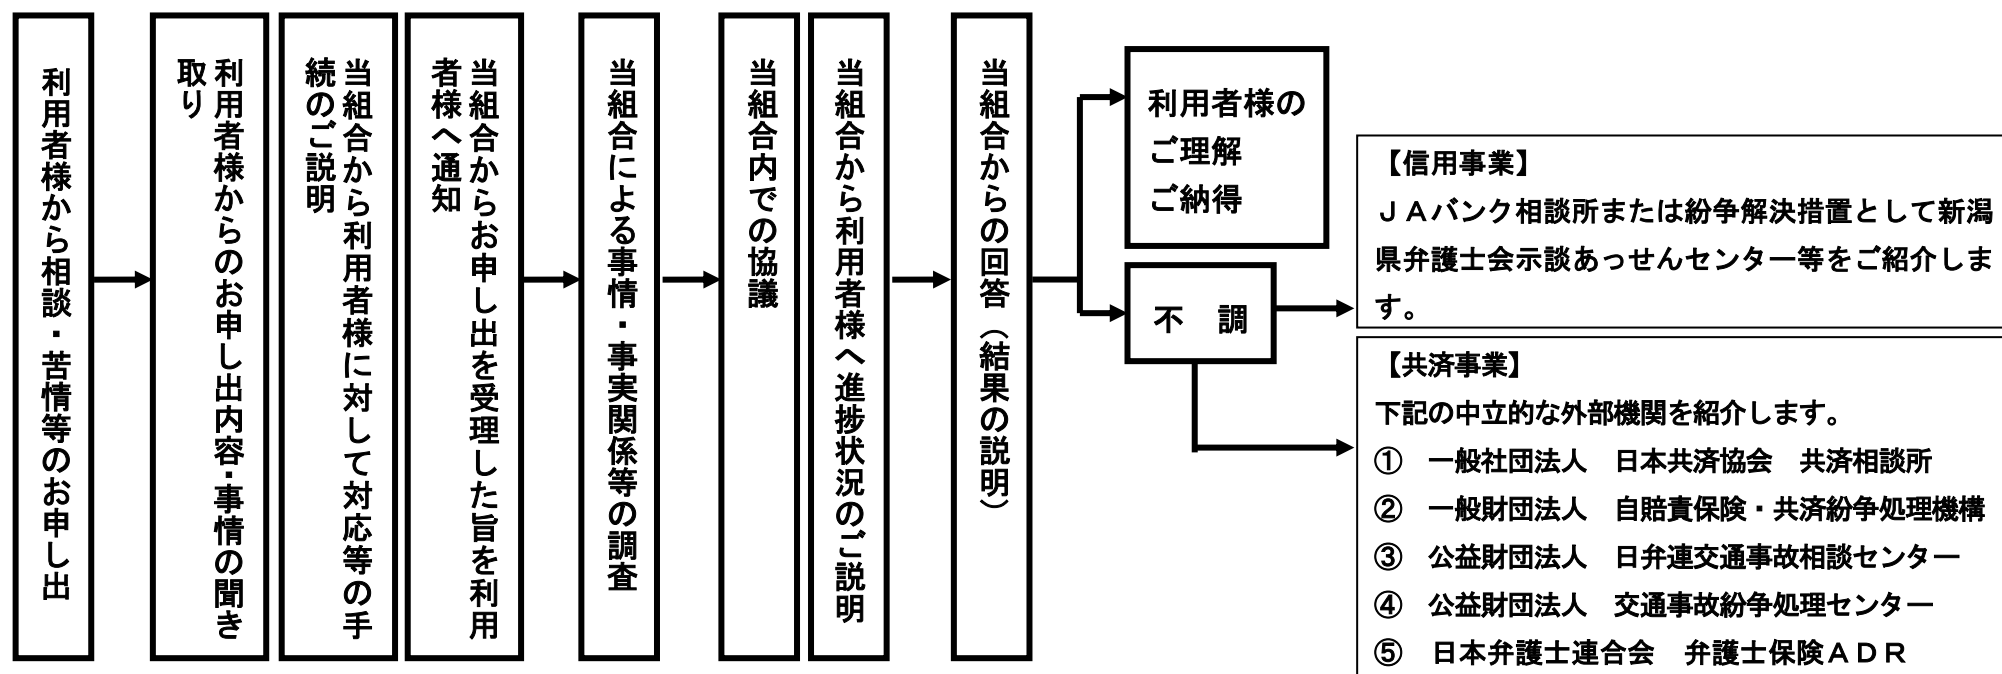 利用者様から相談・苦情等のお申し出
利用者様からのお申し出内容・事情の聞き
取り
当組合から利用者様に対して対応等の手
続のご説明
当組合からお申し出を受理した旨を利用
者様へ通知
当組合による事情・事実関係等の調査
当組合内での協議
当組合から利用者様へ進捗状況のご説明
当組合からの回答（結果の説明）
利用者様の
ご理解
ご納得
不　調
【信用事業】
ＪＡバンク相談所または紛争解決措置として新潟
県弁護士会示談あっせんセンター等をご紹介しま
す。
【共済事業】
下記の中立的な外部機関を紹介します。
①　一般社団法人　日本共済協会　共済相談所
②　一般財団法人　自賠責保険・共済紛争処理機構
③　公益財団法人　日弁連交通事故相談センター
④　公益財団法人　交通事故紛争処理センター
⑤　日本弁護士連合会　弁護士保険ＡＤＲ